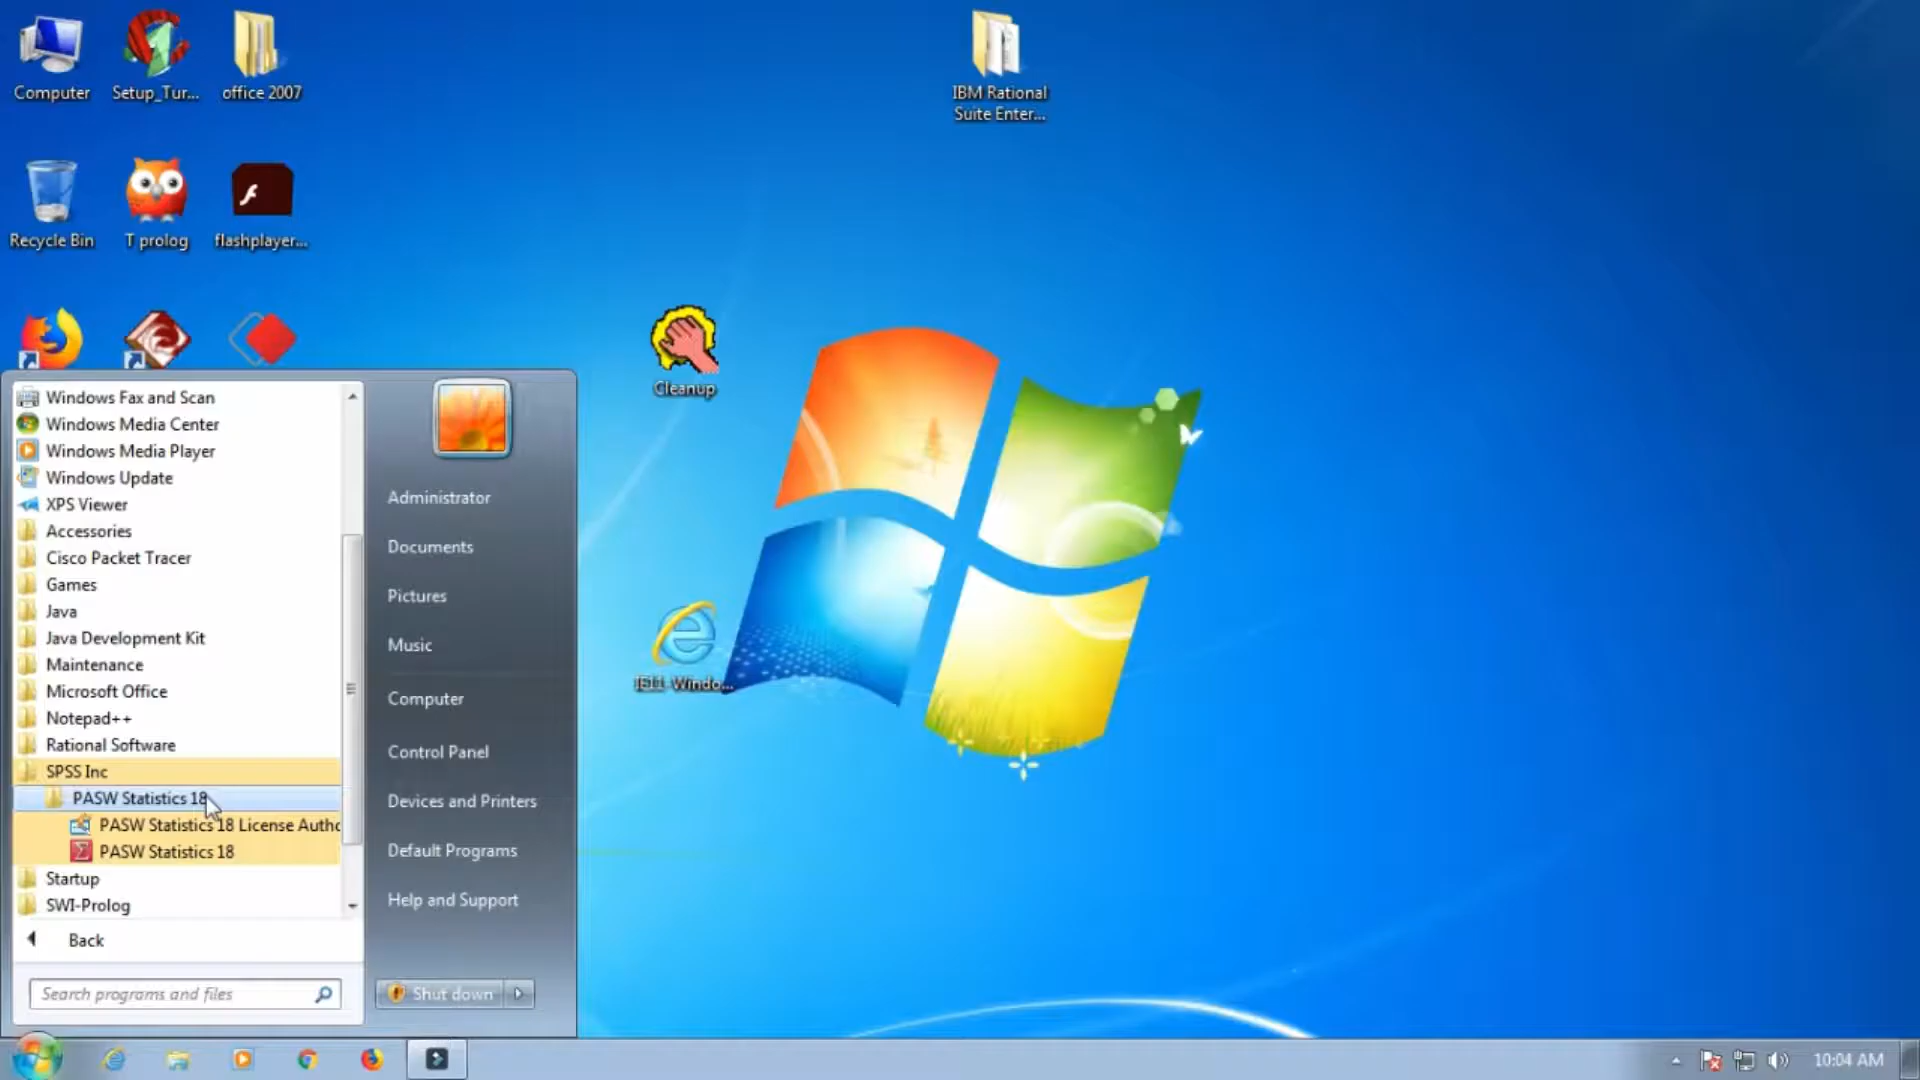 Computer
Setup_Tur...
office 2007
IBM Rational
Suite Enter...
Recycle Bin
T prolog
flashplayer...
Cleanup
IE11-Windo...
Windows Fax and Scan
Windows Media Center
Windows Media Player
Windows Update
XPS Viewer
Accessories
Cisco Packet Tracer
Games
Java
Java Development Kit
Maintenance
Microsoft Office
Notepad++
Rational Software
SPSS Inc
PASW Statistics 18
PASW Statistics 18 License Autho
PASW Statistics 18
Startup
SWI-Prolog
Back
Search programs and files
Administrator
Documents
Pictures
Music
Computer
Control Panel
Devices and Printers
Default Programs
Help and Support
Shut down
10:04 AM